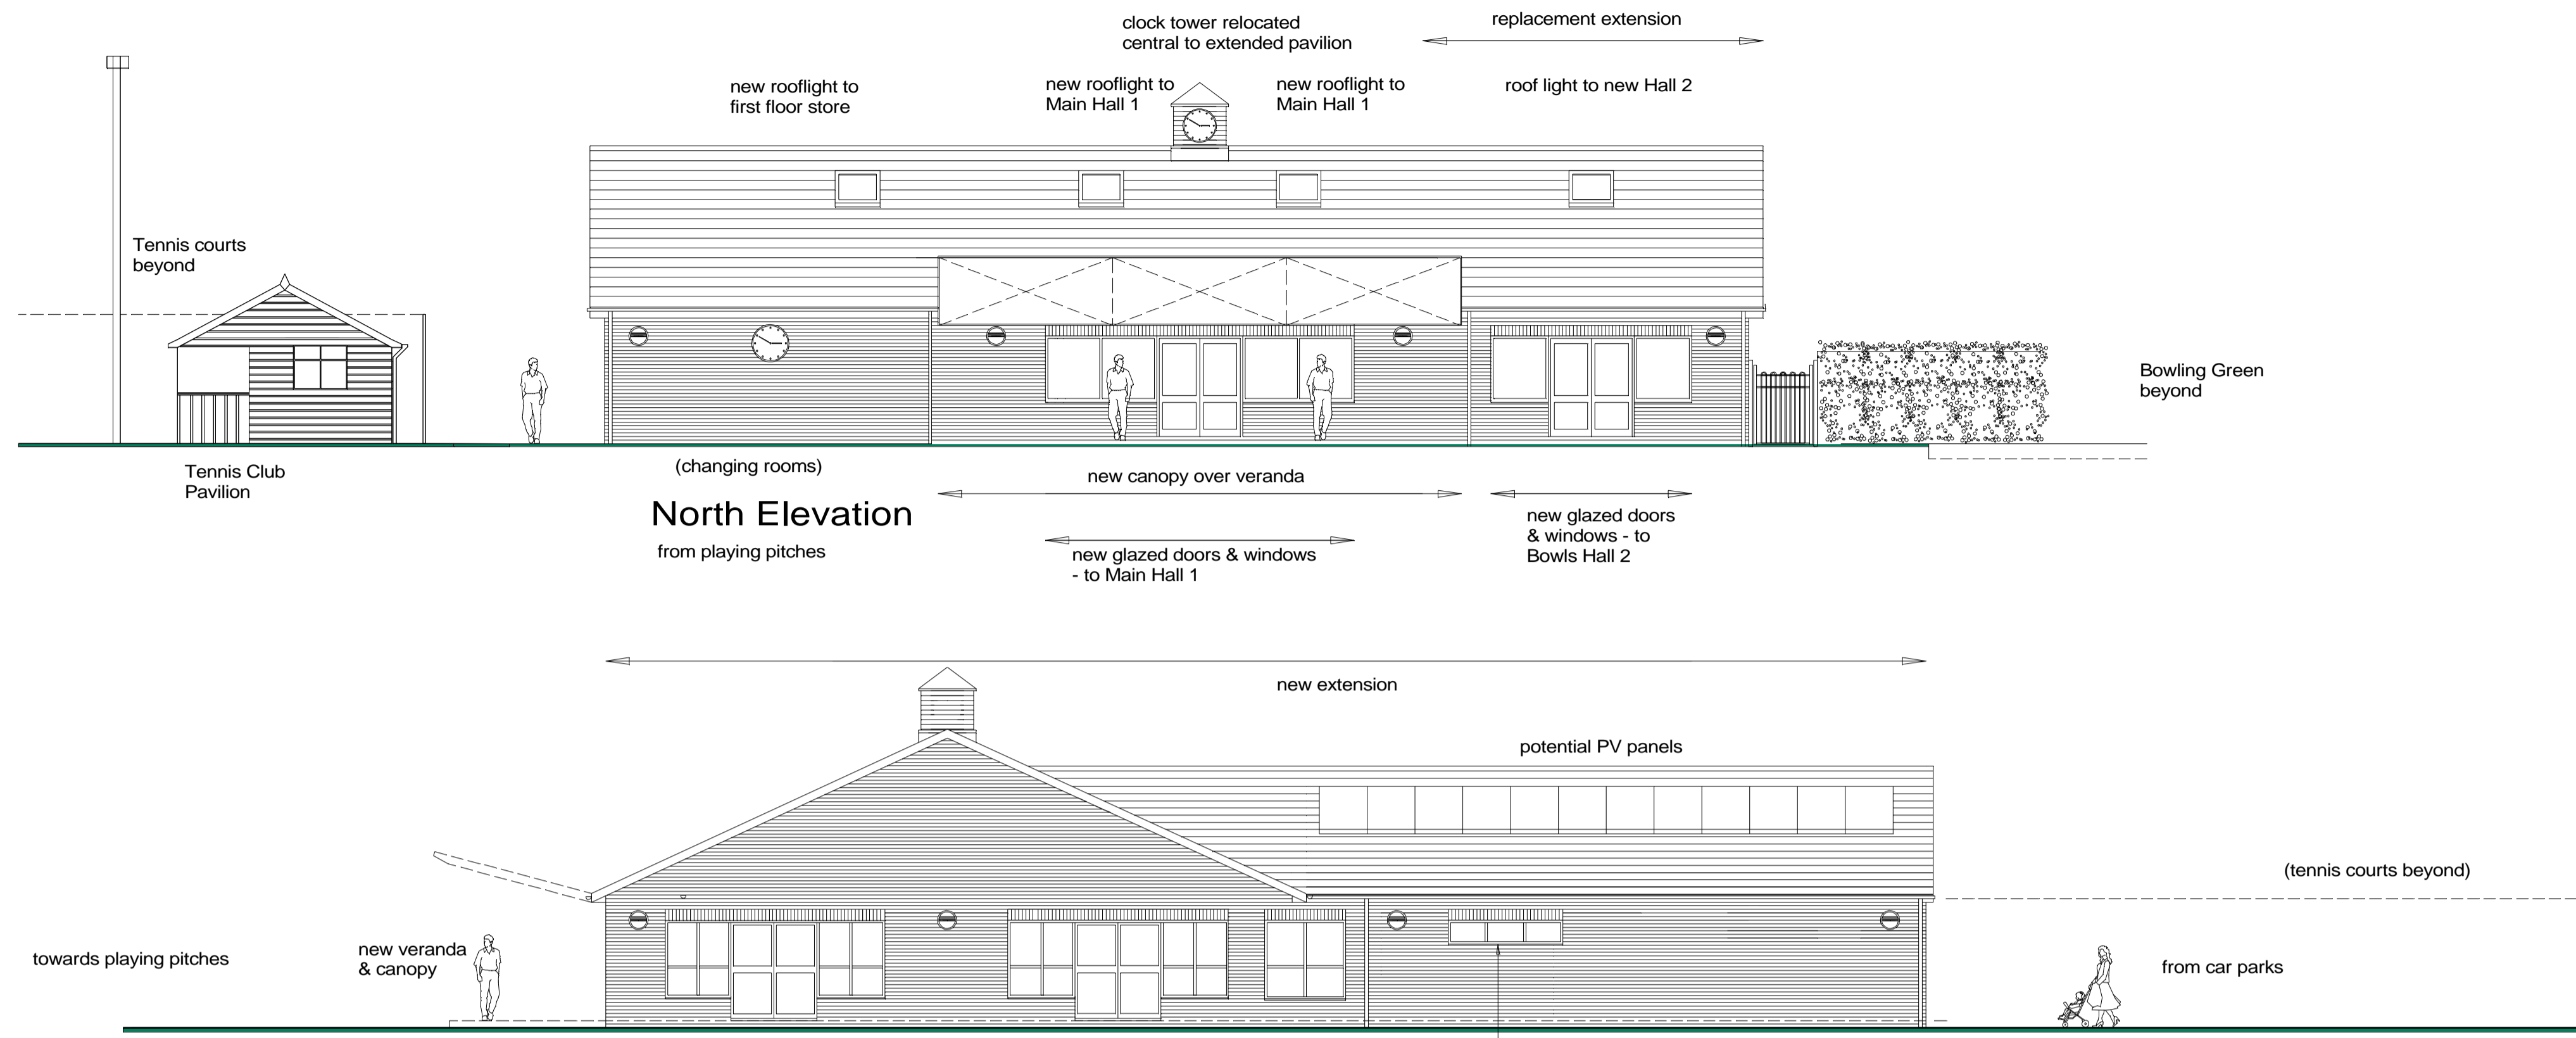 clock tower relocated
central to extended pavilion
replacement extension
new rooflight to
first floor store
new rooflight to
Main Hall 1
new rooflight to
Main Hall 1
roof light to new Hall 2
Tennis courts
beyond
Bowling Green
beyond
Tennis Club
Pavilion
(changing rooms)
new canopy over veranda
North Elevation
from playing pitches
new glazed doors & windows
- to Main Hall 1
new glazed doors
& windows - to
Bowls Hall 2
new extension
potential PV panels
(tennis courts beyond)
towards playing pitches
new veranda
& canopy
from car parks